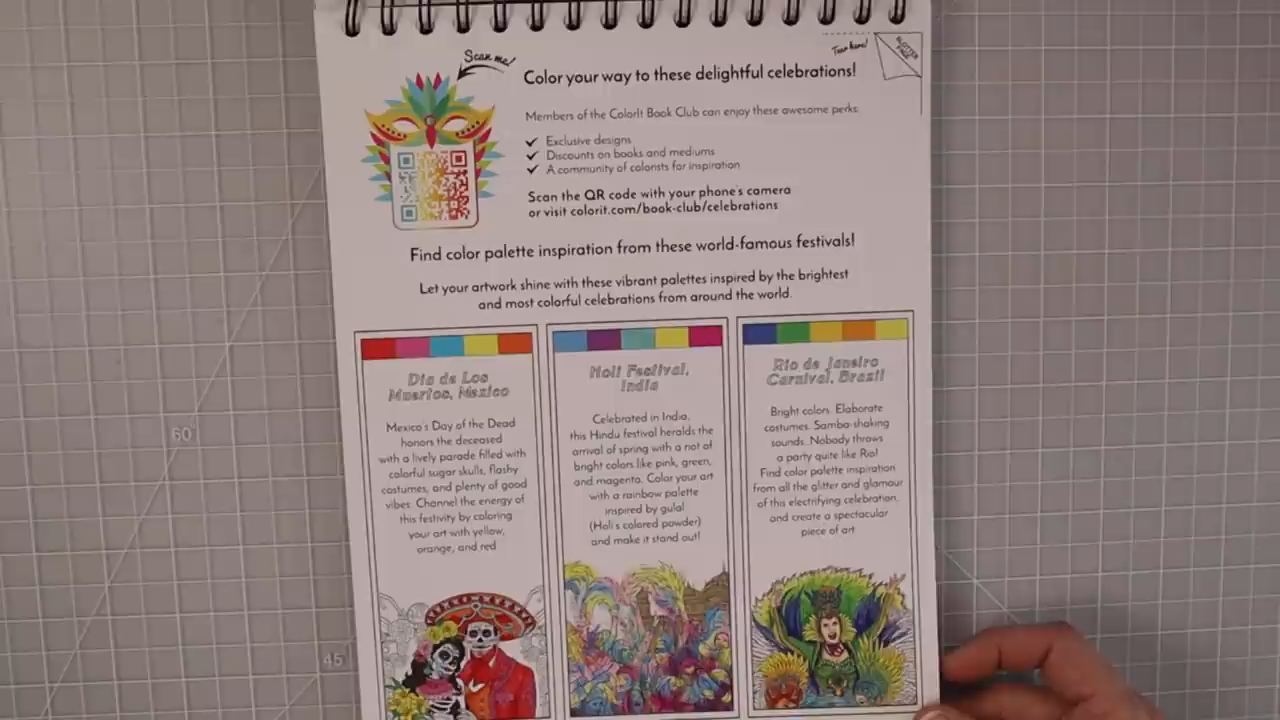 Scan me!
Tear here!
BLOTTER PAGE
Color your way to these delightful celebrations!
Members of the ColorIt Book Club can enjoy these awesome perks:
Exclusive designs
Discounts on books and mediums
A community of colorists for inspiration
Scan the QR code with your phone's camera
or visit colorit.com/book-club/celebrations
Find color palette inspiration from these world-famous festivals!
Let your artwork shine with these vibrant palettes inspired by the brightest
and most colorful celebrations from around the world.
Dia de Los
Muertos, Mexico
Mexico's Day of the Dead
honors the deceased
with a lively parade filled with
colorful sugar skulls, flashy
costumes, and plenty of good
vibes. Channel the energy of
this festivity by coloring
your art with yellow,
orange, and red.
Holi Festival,
India
Celebrated in India,
this Hindu festival heralds the
arrival of spring with a riot of
bright colors like pink, green,
and magenta. Color your art
with a rainbow palette
inspired by gulal
(Holi's colored powder)
and make it stand out!
Rio de Janeiro
Carnival, Brazil
Bright colors. Elaborate
costumes. Samba-shaking
sounds. Nobody throws
a party quite like Rio!
Find color palette inspiration
from all the glitter and glamour
of this electrifying celebration,
and create a spectacular
piece of art.
60
45